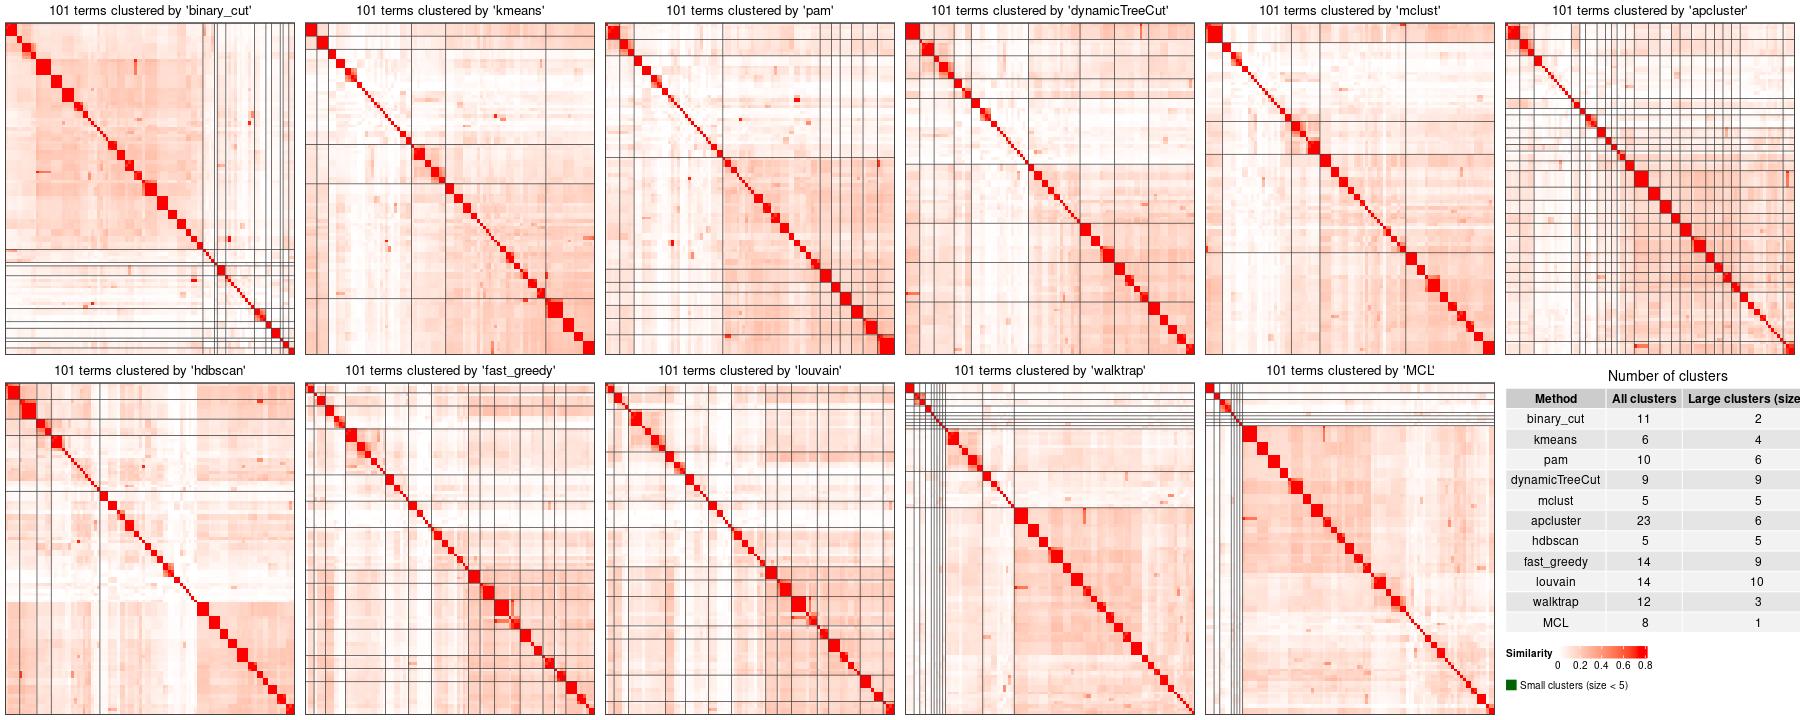 101 terms clustered by 'binary_cut'
101 terms clustered by 'kmeans'
101 terms clustered by 'pam'
101 terms clustered by 'dynamicTreeCut'
101 terms clustered by 'mclust'
101 terms clustered by 'apcluster'
101 terms clustered by 'hdbscan'
101 terms clustered by 'fast_greedy'
101 terms clustered by 'louvain'
101 terms clustered by 'walktrap'
101 terms clustered by 'MCL'
Number of clusters
Method All clusters Large clusters (size
binary_cut 11 2
kmeans 6 4
pam 10 6
dynamicTreeCut 9 9
mclust 5 5
apcluster 23 6
hdbscan 5 5
fast_greedy 14 9
louvain 14 10
walktrap 12 3
MCL 8 1
Similarity
0 0.2 0.4 0.6 0.8
Small clusters (size < 5)